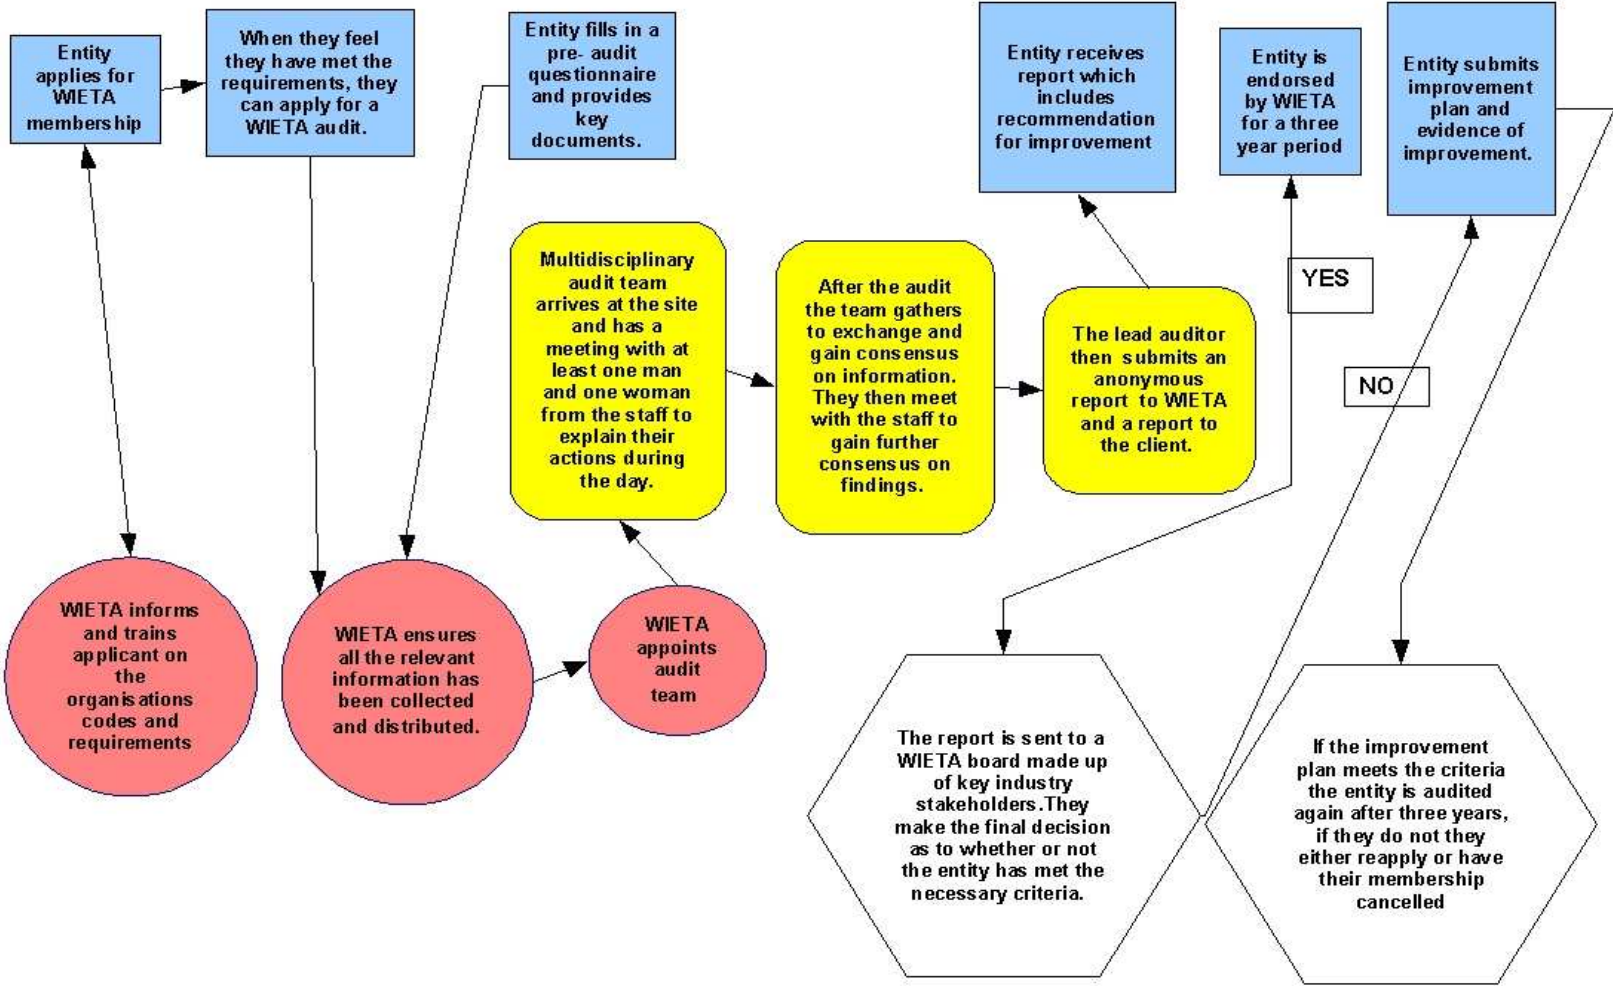 Entity
applies for
WIETA
membership
When they feel
they have met the
requirements, they
can apply for a
WIETA audit.
Entity fills in a
pre- audit
questionnaire
and provides
key
documents.
Entity receives
report which
includes
recommendation
for improvement
Entity is
endorsed
by WIETA
for a three
year period
Entity submits
improvement
plan and
evidence of
improvement.
Multidisciplinary
audit team
arrives at the site
and has a
meeting with at
least one man
and one woman
from the staff to
explain their
actions during
the day.
After the audit
the team gathers
to exchange and
gain consensus
on information.
They then meet
with the staff to
gain further
consensus on
findings.
The lead auditor
then submits an
anonymous
report to WIETA
and a report to
the client.
YES
NO
WIETA informs
and trains
applicant on
the
organisations
codes and
requirements
WIETA ensures
all the relevant
information has
been collected
and distributed.
WIETA
appoints
audit
team
The report is sent to a
WIETA board made up
of key industry
stakeholders.They
make the final decision
as to whether or not
the entity has met the
necessary criteria.
If the improvement
plan meets the criteria
the entity is audited
again after three years,
if they do not they
either reapply or have
their membership
cancelled